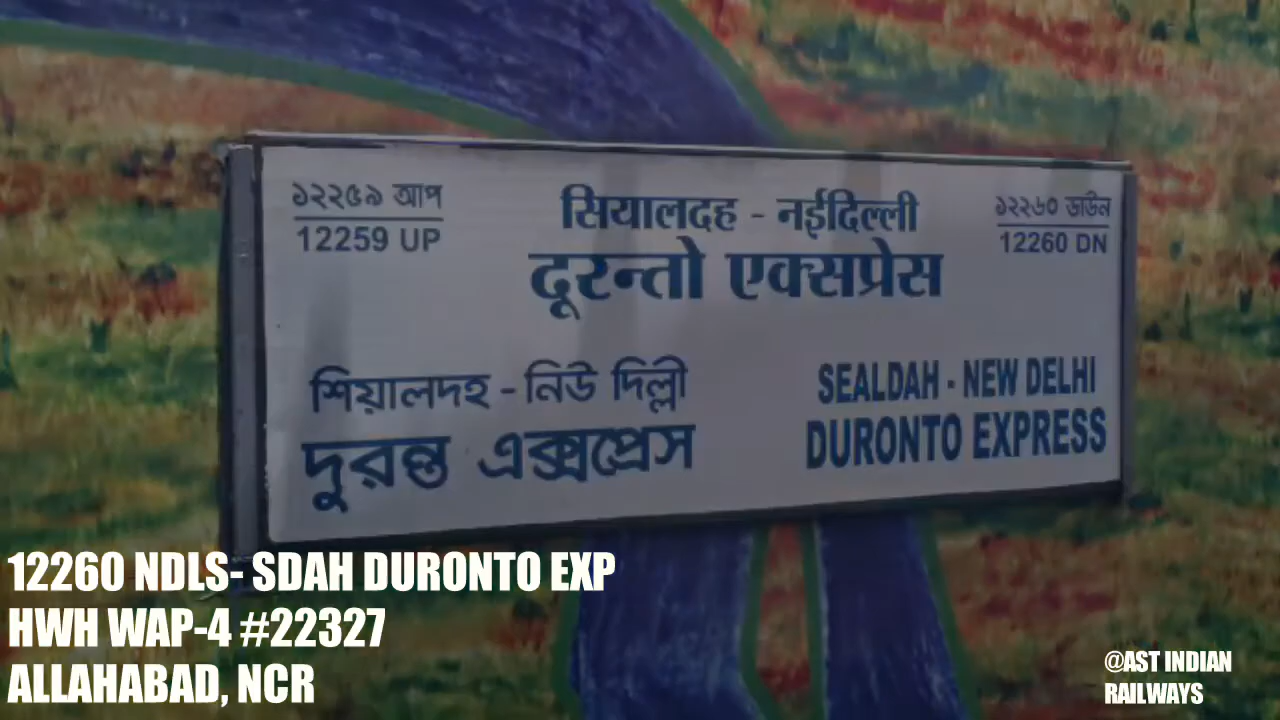 ১২২৫৯ আপ
12259 UP
सियालदह - नईदिल्ली
दूरन्तो एक्सप्रेस
১২২৬০ ডাউন
12260 DN
শিয়ালদহ - নিউ দিল্লী
দুরন্ত এক্সপ্রেস
SEALDAH - NEW DELHI
DURONTO EXPRESS
12260 NDLS- SDAH DURONTO EXP
HWH WAP-4 #22327
ALLAHABAD, NCR
@AST INDIAN
RAILWAYS